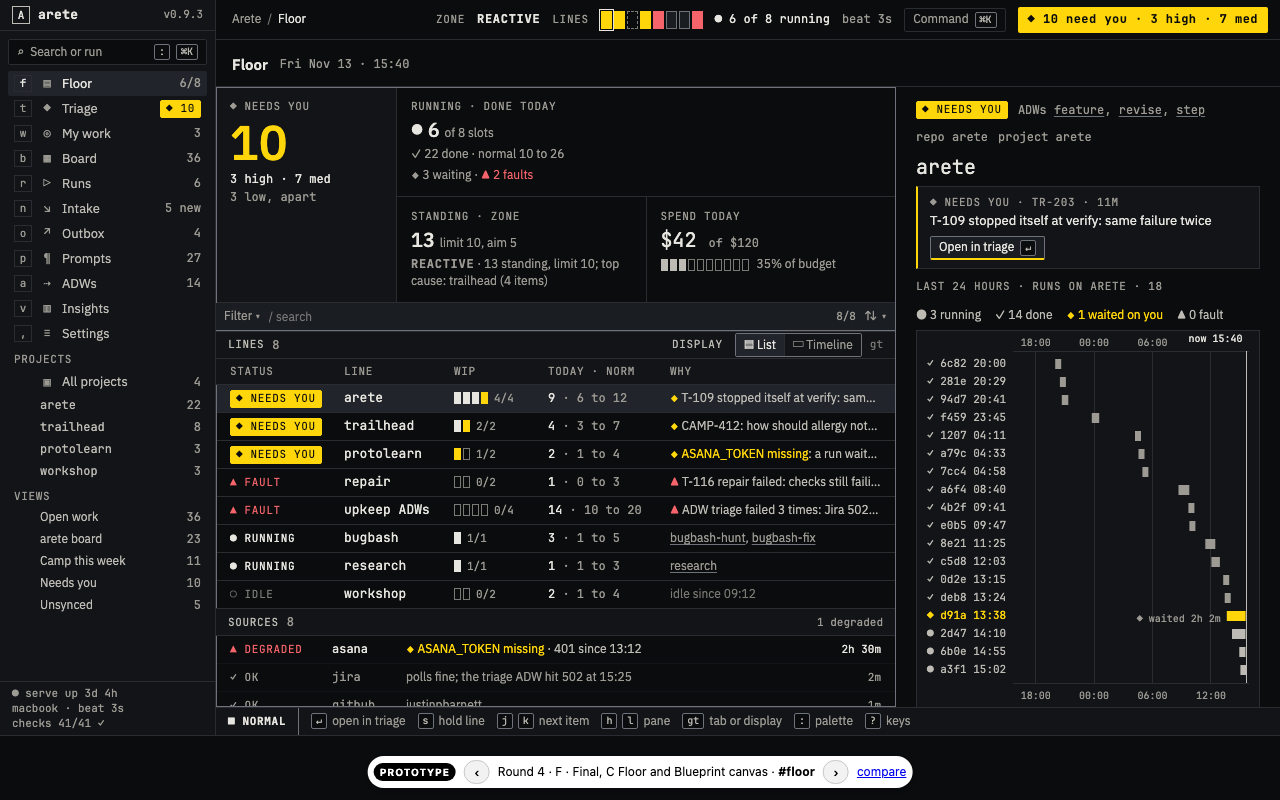 A arete v0.9.3
Search or run : ⌘K
f Floor 6/8
t Triage ◆ 10
w My work 3
b Board 36
r Runs 6
n Intake 5 new
o Outbox 4
p Prompts 27
a ADWs 14
v Insights
, Settings
PROJECTS
All projects 4
arete 22
trailhead 8
protolearn 3
workshop 3
VIEWS
Open work 36
arete board 23
Camp this week 11
Needs you 10
Unsynced 5
● serve up 3d 4h
macbook · beat 3s
checks 41/41 ✓
Arete / Floor ZONE REACTIVE LINES ● 6 of 8 running beat 3s Command ⌘K ◆ 10 need you · 3 high · 7 med
Floor Fri Nov 13 · 15:40
◆ NEEDS YOU
10
3 high · 7 med
3 low, apart
RUNNING · DONE TODAY
● 6 of 8 slots
✓ 22 done · normal 10 to 26
◆ 3 waiting · ▲ 2 faults
STANDING · ZONE
13 limit 10, aim 5
REACTIVE · 13 standing, limit 10; top
cause: trailhead (4 items)
SPEND TODAY
$42 of $120
35% of budget
Filter ▾ / search 8/8 ⇅ ▾
LINES 8 DISPLAY List Timeline gt
STATUS LINE WIP TODAY · NORM WHY
◆ NEEDS YOU arete 4/4 9 · 6 to 12 ◆ T-109 stopped itself at verify: sam…
◆ NEEDS YOU trailhead 2/2 4 · 3 to 7 ◆ CAMP-412: how should allergy not…
◆ NEEDS YOU protolearn 1/2 2 · 1 to 4 ◆ ASANA_TOKEN missing: a run wait…
▲ FAULT repair 0/2 1 · 0 to 3 ▲ T-116 repair failed: checks still faili…
▲ FAULT upkeep ADWs 0/4 14 · 10 to 20 ▲ ADW triage failed 3 times: Jira 502…
● RUNNING bugbash 1/1 3 · 1 to 5 bugbash-hunt, bugbash-fix
● RUNNING research 1/1 1 · 1 to 3 research
○ IDLE workshop 0/2 2 · 1 to 4 idle since 09:12
SOURCES 8 1 degraded
▲ DEGRADED asana ◆ ASANA_TOKEN missing · 401 since 13:12 2h 30m
✓ OK jira polls fine; the triage ADW hit 502 at 15:25 2m
✓ OK github justinpbarnett 1m
◆ NEEDS YOU ADWs feature, revise, step
repo arete project arete
arete
◆ NEEDS YOU · TR-203 · 11M
T-109 stopped itself at verify: same failure twice
Open in triage ↵
LAST 24 HOURS · RUNS ON ARETE · 18
● 3 running ✓ 14 done ◆ 1 waited on you ▲ 0 fault
18:00 00:00 06:00 now 15:40
✓ 6c82 20:00
✓ 281e 20:29
✓ 94d7 20:41
✓ f459 23:45
✓ 1207 04:11
✓ a79c 04:33
✓ 7cc4 04:58
✓ a6f4 08:40
✓ 4b2f 09:41
✓ e0b5 09:47
✓ 8e21 11:25
✓ c5d8 12:03
✓ 0d2e 13:15
✓ deb8 13:24
◆ d91a 13:38 ◆ waited 2h 2m
● 2d47 14:10
● 6b0e 14:55
● a3f1 15:02
18:00 00:00 06:00 12:00
■ NORMAL ↵ open in triage s hold line j k next item h l pane gt tab or display : palette ? keys
PROTOTYPE ‹ Round 4 · F · Final, C Floor and Blueprint canvas · #floor › compare